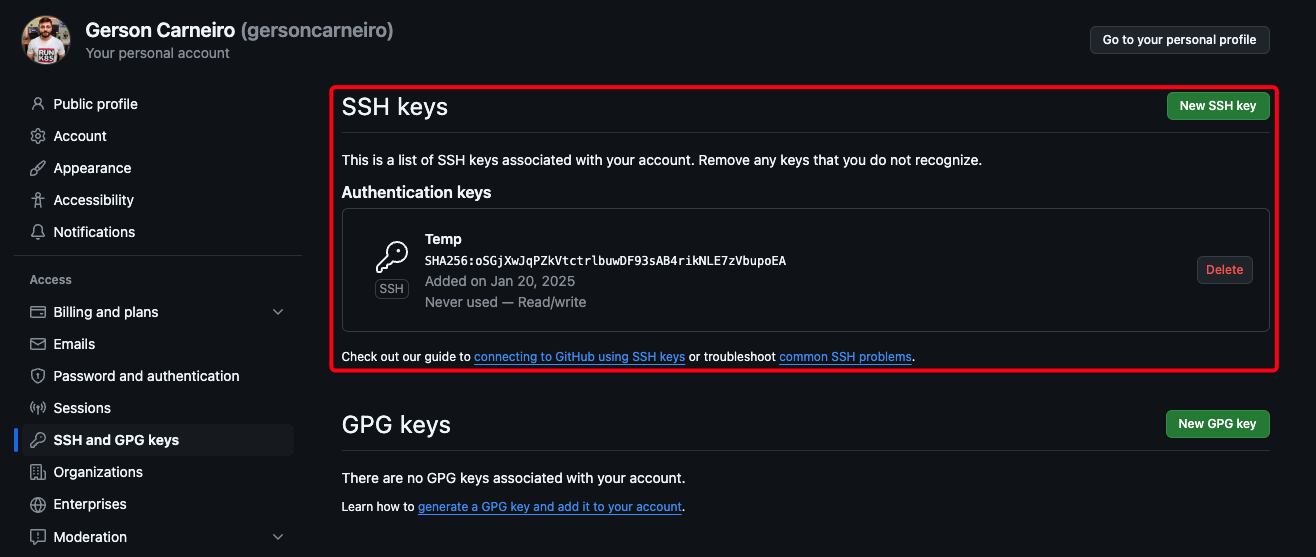 Gerson Carneiro (gersoncarneiro)
Your personal account
Go to your personal profile
Public profile
Account
Appearance
Accessibility
Notifications
Access
Billing and plans
Emails
Password and authentication
Sessions
SSH and GPG keys
Organizations
Enterprises
Moderation
SSH keys
New SSH key
This is a list of SSH keys associated with your account. Remove any keys that you do not recognize.
Authentication keys
Temp
SHA256:oSGjXwJqPZkVtctrlbuwDF93sAB4rikNLE7zVbupoEA
Added on Jan 20, 2025
Never used — Read/write
SSH
Delete
Check out our guide to connecting to GitHub using SSH keys or troubleshoot common SSH problems.
GPG keys
New GPG key
There are no GPG keys associated with your account.
Learn how to generate a GPG key and add it to your account.
RUN
K8S